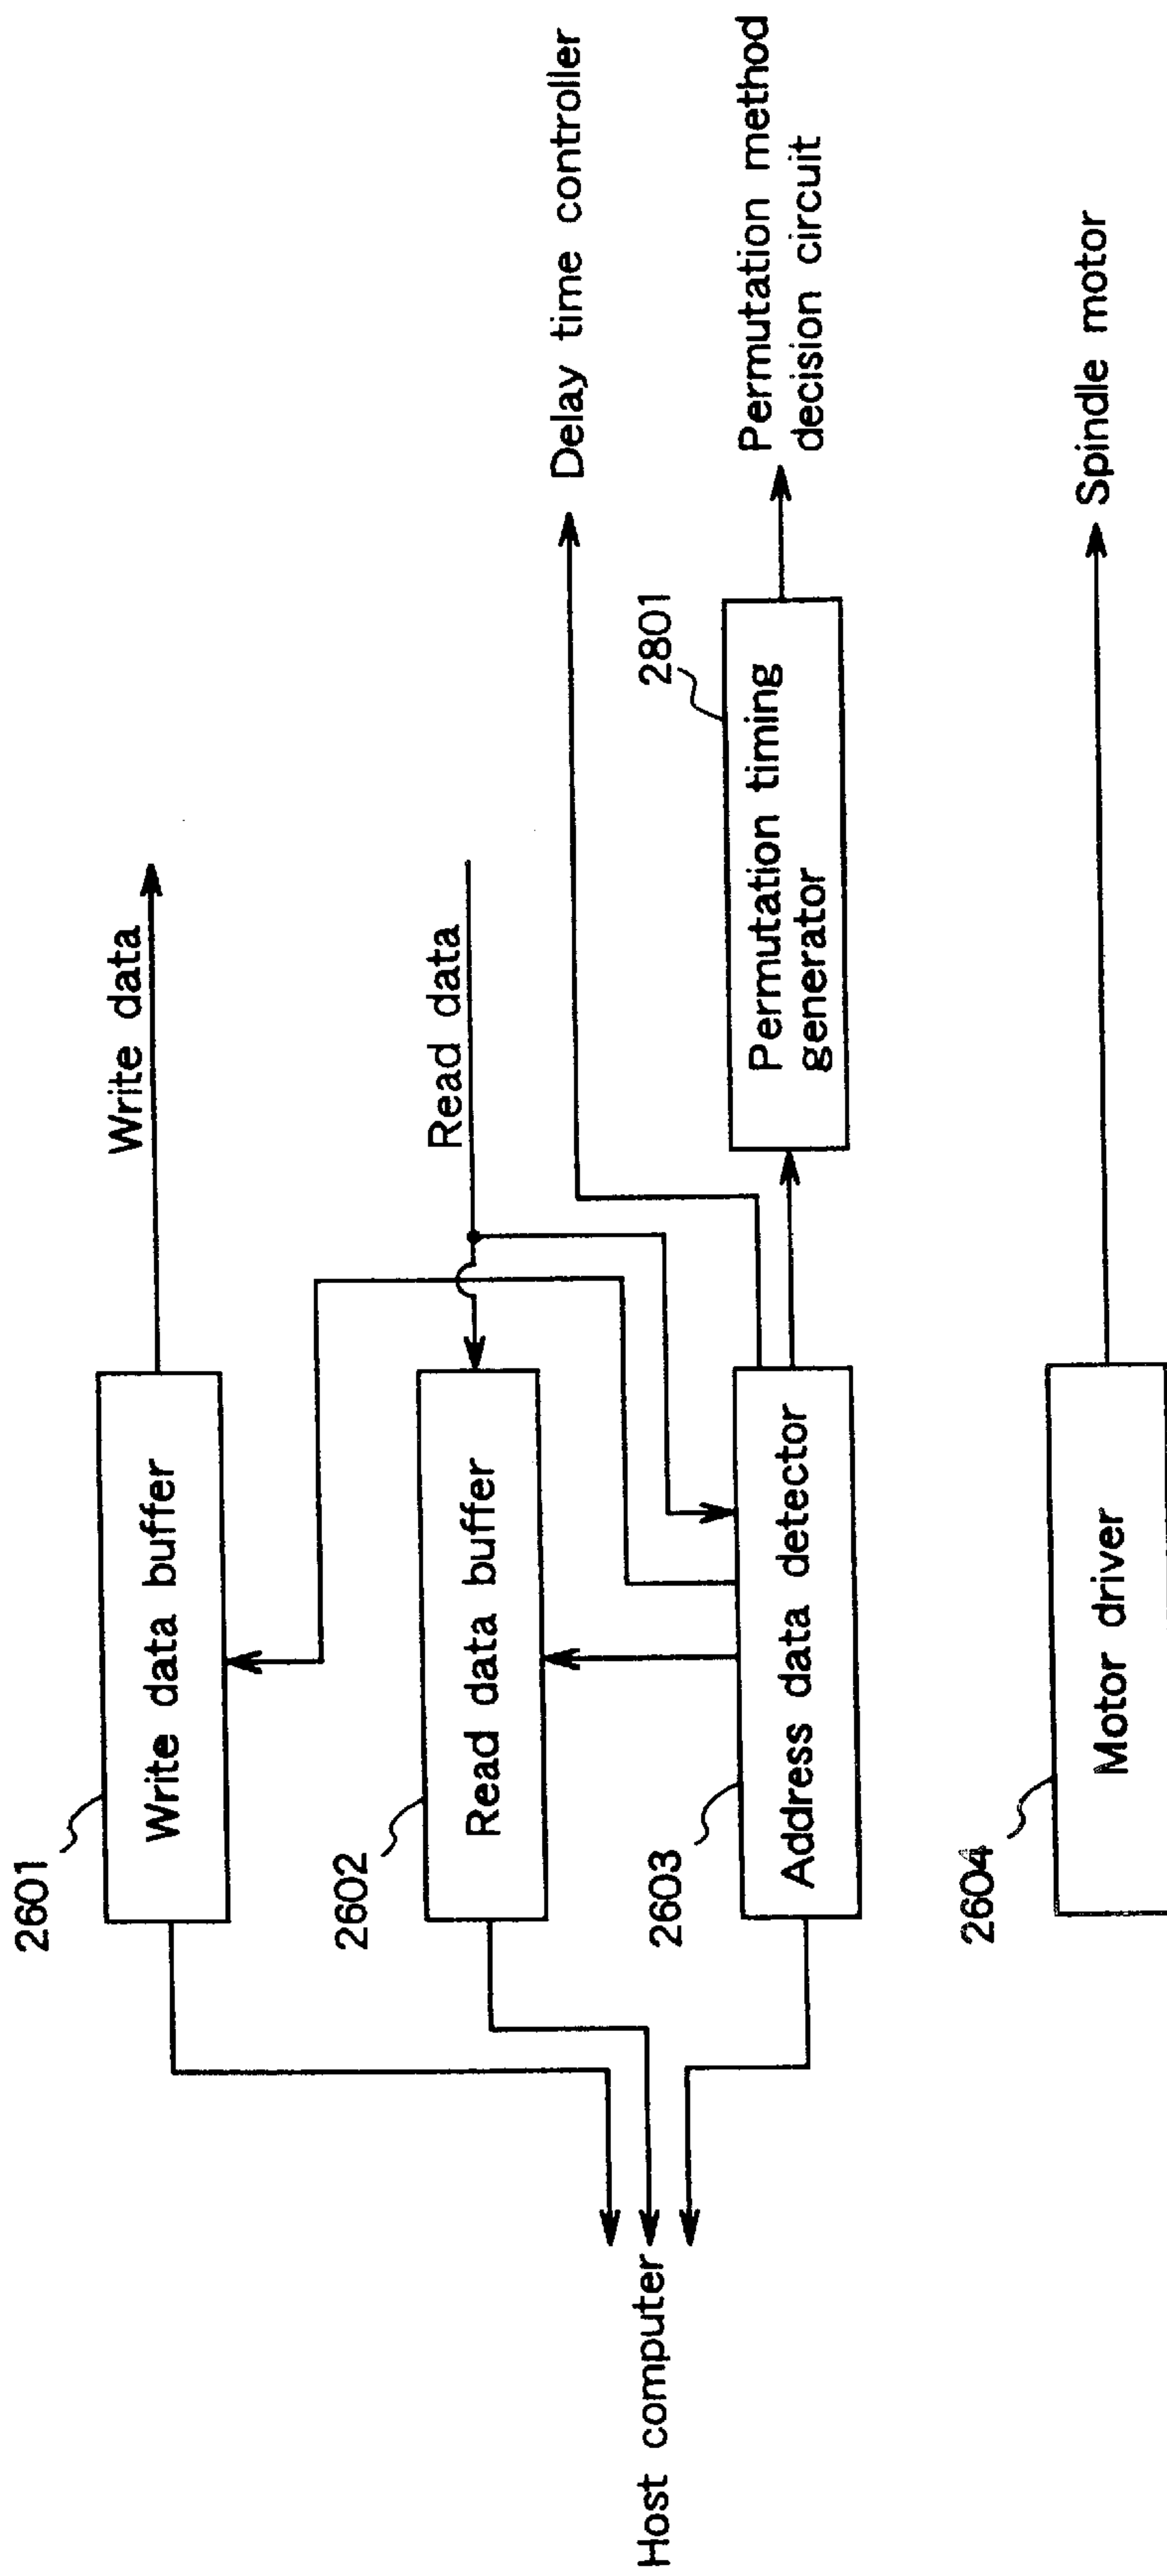 2601
Write data buffer
Write data
2602
Read data buffer
Read data
Delay time controller
2603
Address data detector
2801
Permutation timing
generator
Permutation method
decision circuit
Host computer
2604
Motor driver
Spindle motor